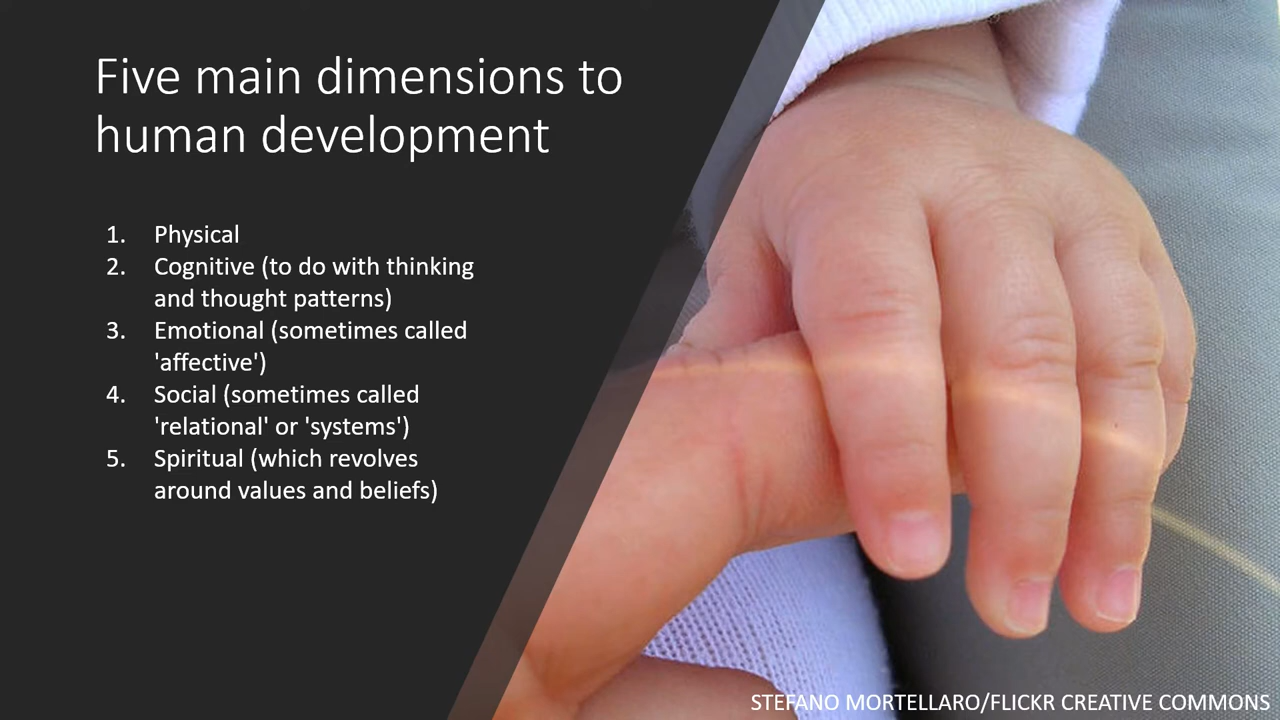 Five main dimensions to
human development
1. Physical
2. Cognitive (to do with thinking
and thought patterns)
3. Emotional (sometimes called
'affective')
4. Social (sometimes called
'relational' or 'systems')
5. Spiritual (which revolves
around values and beliefs)
STEFANO MORTELLARO/FLICKR CREATIVE COMMONS